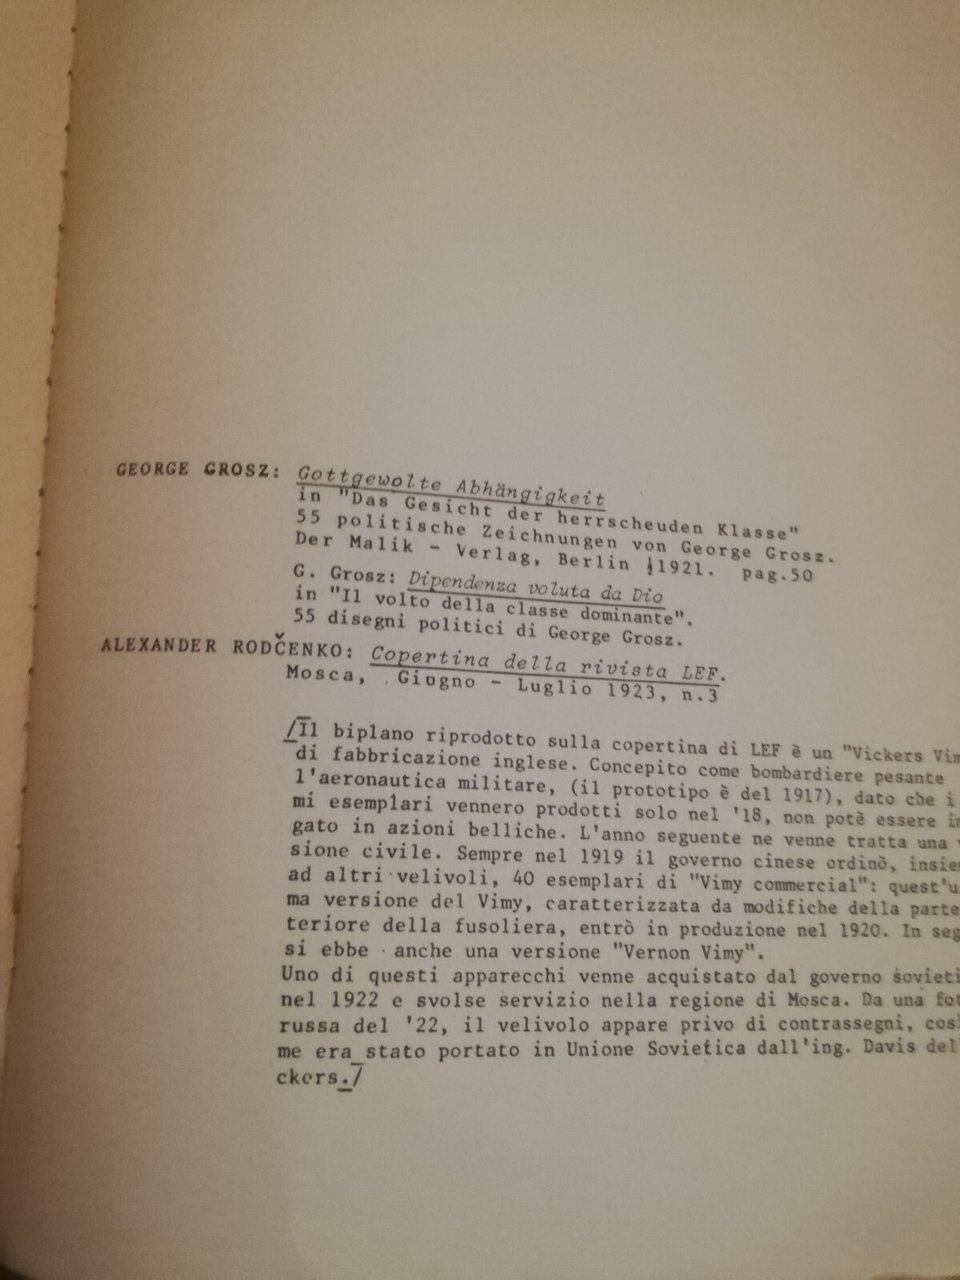 GEORGE GROSZ: Gottgewolte Abhängigkeit
in "Das Gesicht der herrscheuden Klasse"
55 politische Zeichnungen von George Grosz.
Der Malik - Verlag, Berlin 1921. pag.50
G. Grosz: Dipendenza voluta da Dio
in "Il volto della classe dominante".
55 disegni politici di George Grosz.
ALEXANDER RODČENKO: Copertina della rivista LEF.
Mosca, Giugno - Luglio 1923, n.3
/Il biplano riprodotto sulla copertina di LEF è un "Vickers
di fabbricazione inglese. Concepito come bombardiere pesante
l'aeronautica militare, (il prototipo è del 1917), dato che i
mi esemplari vennero prodotti solo nel '18, non potè essere
gato in azioni belliche. L'anno seguente ne venne tratta una
sione civile. Sempre nel 1919 il governo cinese ordinò,
ad altri velivoli, 40 esemplari di "Vimy commercial":
ma versione del Vimy, caratterizzata da modifiche della parte
teriore della fusoliera, entrò in produzione nel 1920. In
si ebbe anche una versione "Vernon Vimy".
Uno di questi apparecchi venne acquistato dal governo
nel 1922 e svolse servizio nella regione di Mosca. Da una
russa del '22, il velivolo appare privo di contrassegni,
me era stato portato in Unione Sovietica dall'ing. Davis
ckers./